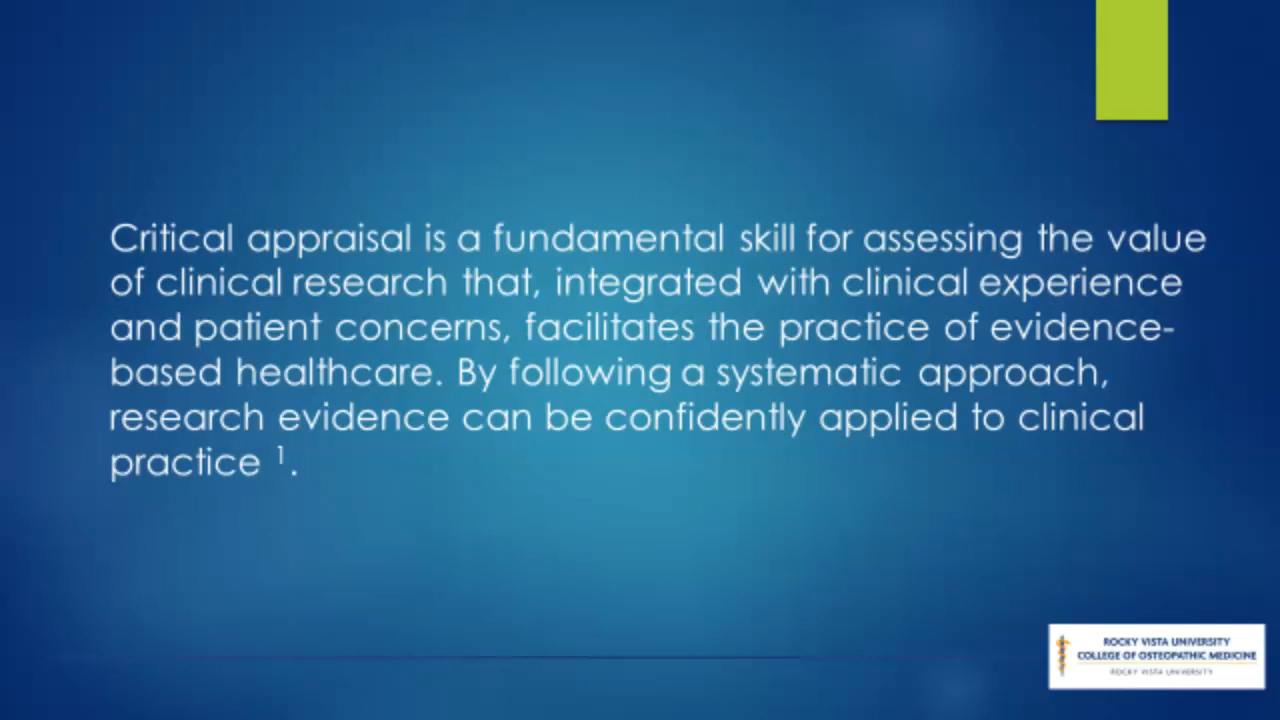 Critical appraisal is a fundamental skill for assessing the value
of clinical research that, integrated with clinical experience
and patient concerns, facilitates the practice of evidence-
based healthcare. By following a systematic approach,
research evidence can be confidently applied to clinical
practice ¹.
ROCKY VISTA UNIVERSITY
COLLEGE OF OSTEOPATHIC MEDICINE
ROCKY VISTA UNIVERSITY